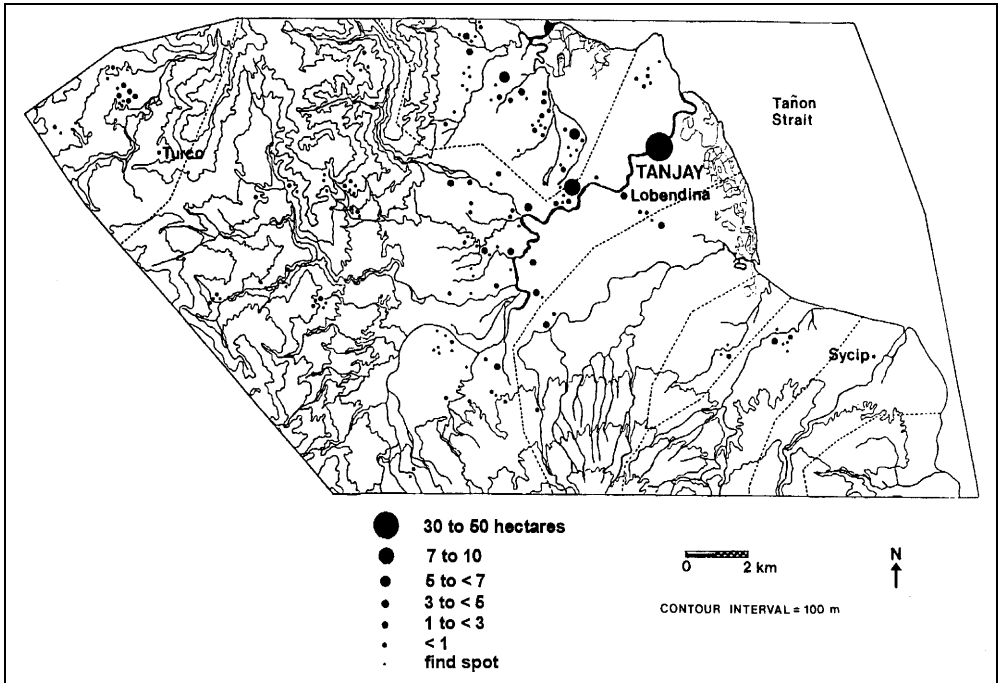 Tañon
Strait
Turco
TANJAY
Lobendina
Sycip
30 to 50 hectares
7 to 10
5 to < 7
3 to < 5
1 to < 3
< 1
find spot
0 2 km
N
CONTOUR INTERVAL = 100 m